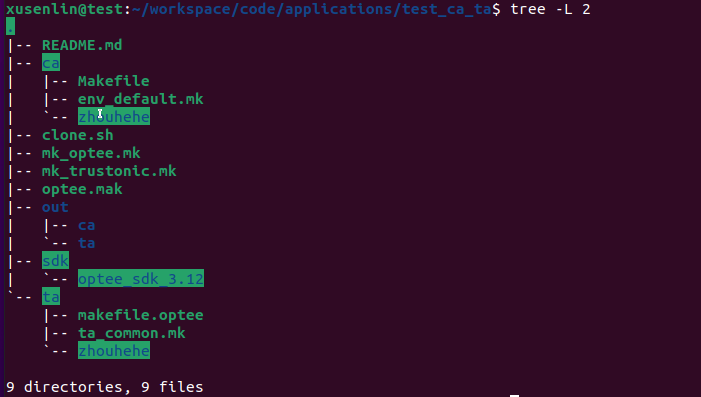 xusenlin@test:~/workspace/code/applications/test_ca_ta$ tree -L 2
.
|-- README.md
|-- ca
|   |-- Makefile
|   |-- env_default.mk
|   `-- zhouhehe
|-- clone.sh
|-- mk_optee.mk
|-- mk_trustonic.mk
|-- optee.mak
|-- out
|   |-- ca
|   `-- ta
|-- sdk
|   `-- optee_sdk_3.12
`-- ta
    |-- makefile.optee
    |-- ta_common.mk
    `-- zhouhehe
9 directories, 9 files